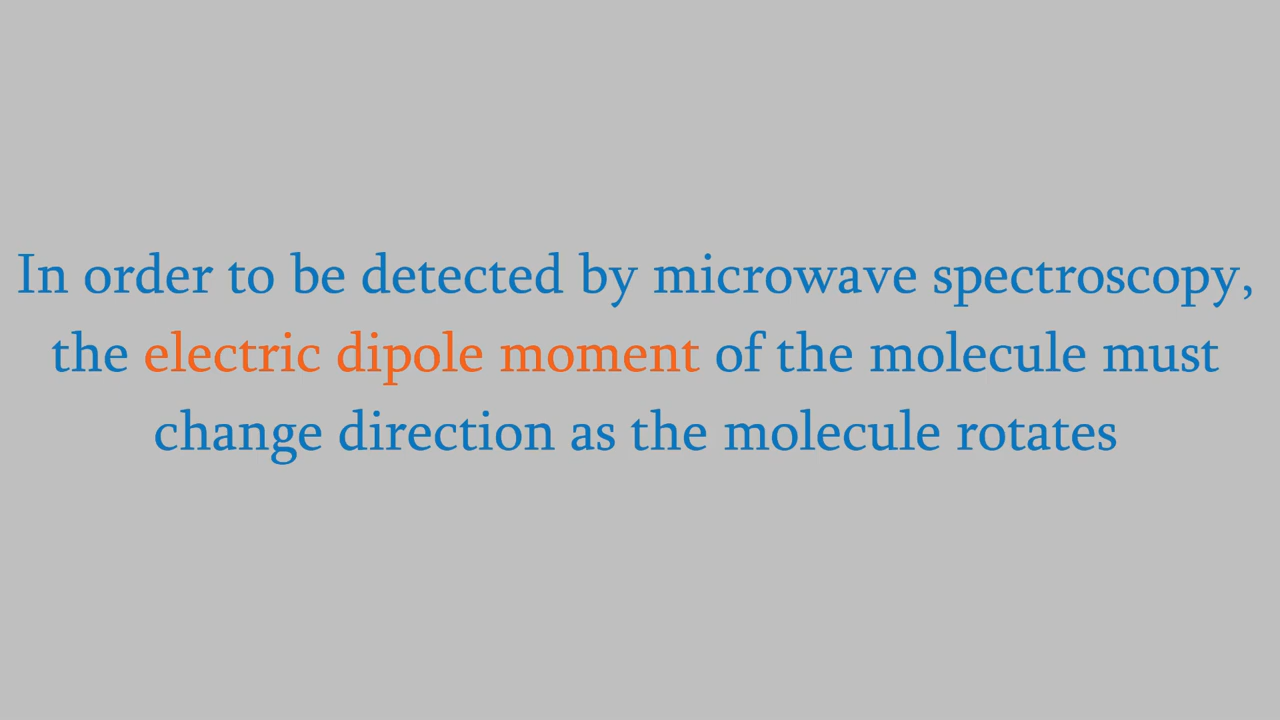 In order to be detected by microwave spectroscopy,
the electric dipole moment of the molecule must
change direction as the molecule rotates